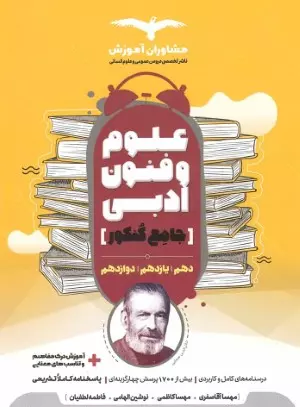 مشاوران آموزش
ناشر تخصصی دروس عمومی و علوم انسانی
علوم
و فنون
ادبی
[جامع کنکور]
دهم | یازدهم | دوازدهم
آموزش درک مفاهیم
و تناسب‌های معنایی
+
درسنامه‌های کامل و کاربردی | بیش از ۱۷۰۰ پرسش چهارگزینه‌ای | پاسخنامه کاملاً تشریحی
[مهسا آقاصفری . مهسا کاظمی . نوشین الهامی . فاطمه لطفیان]